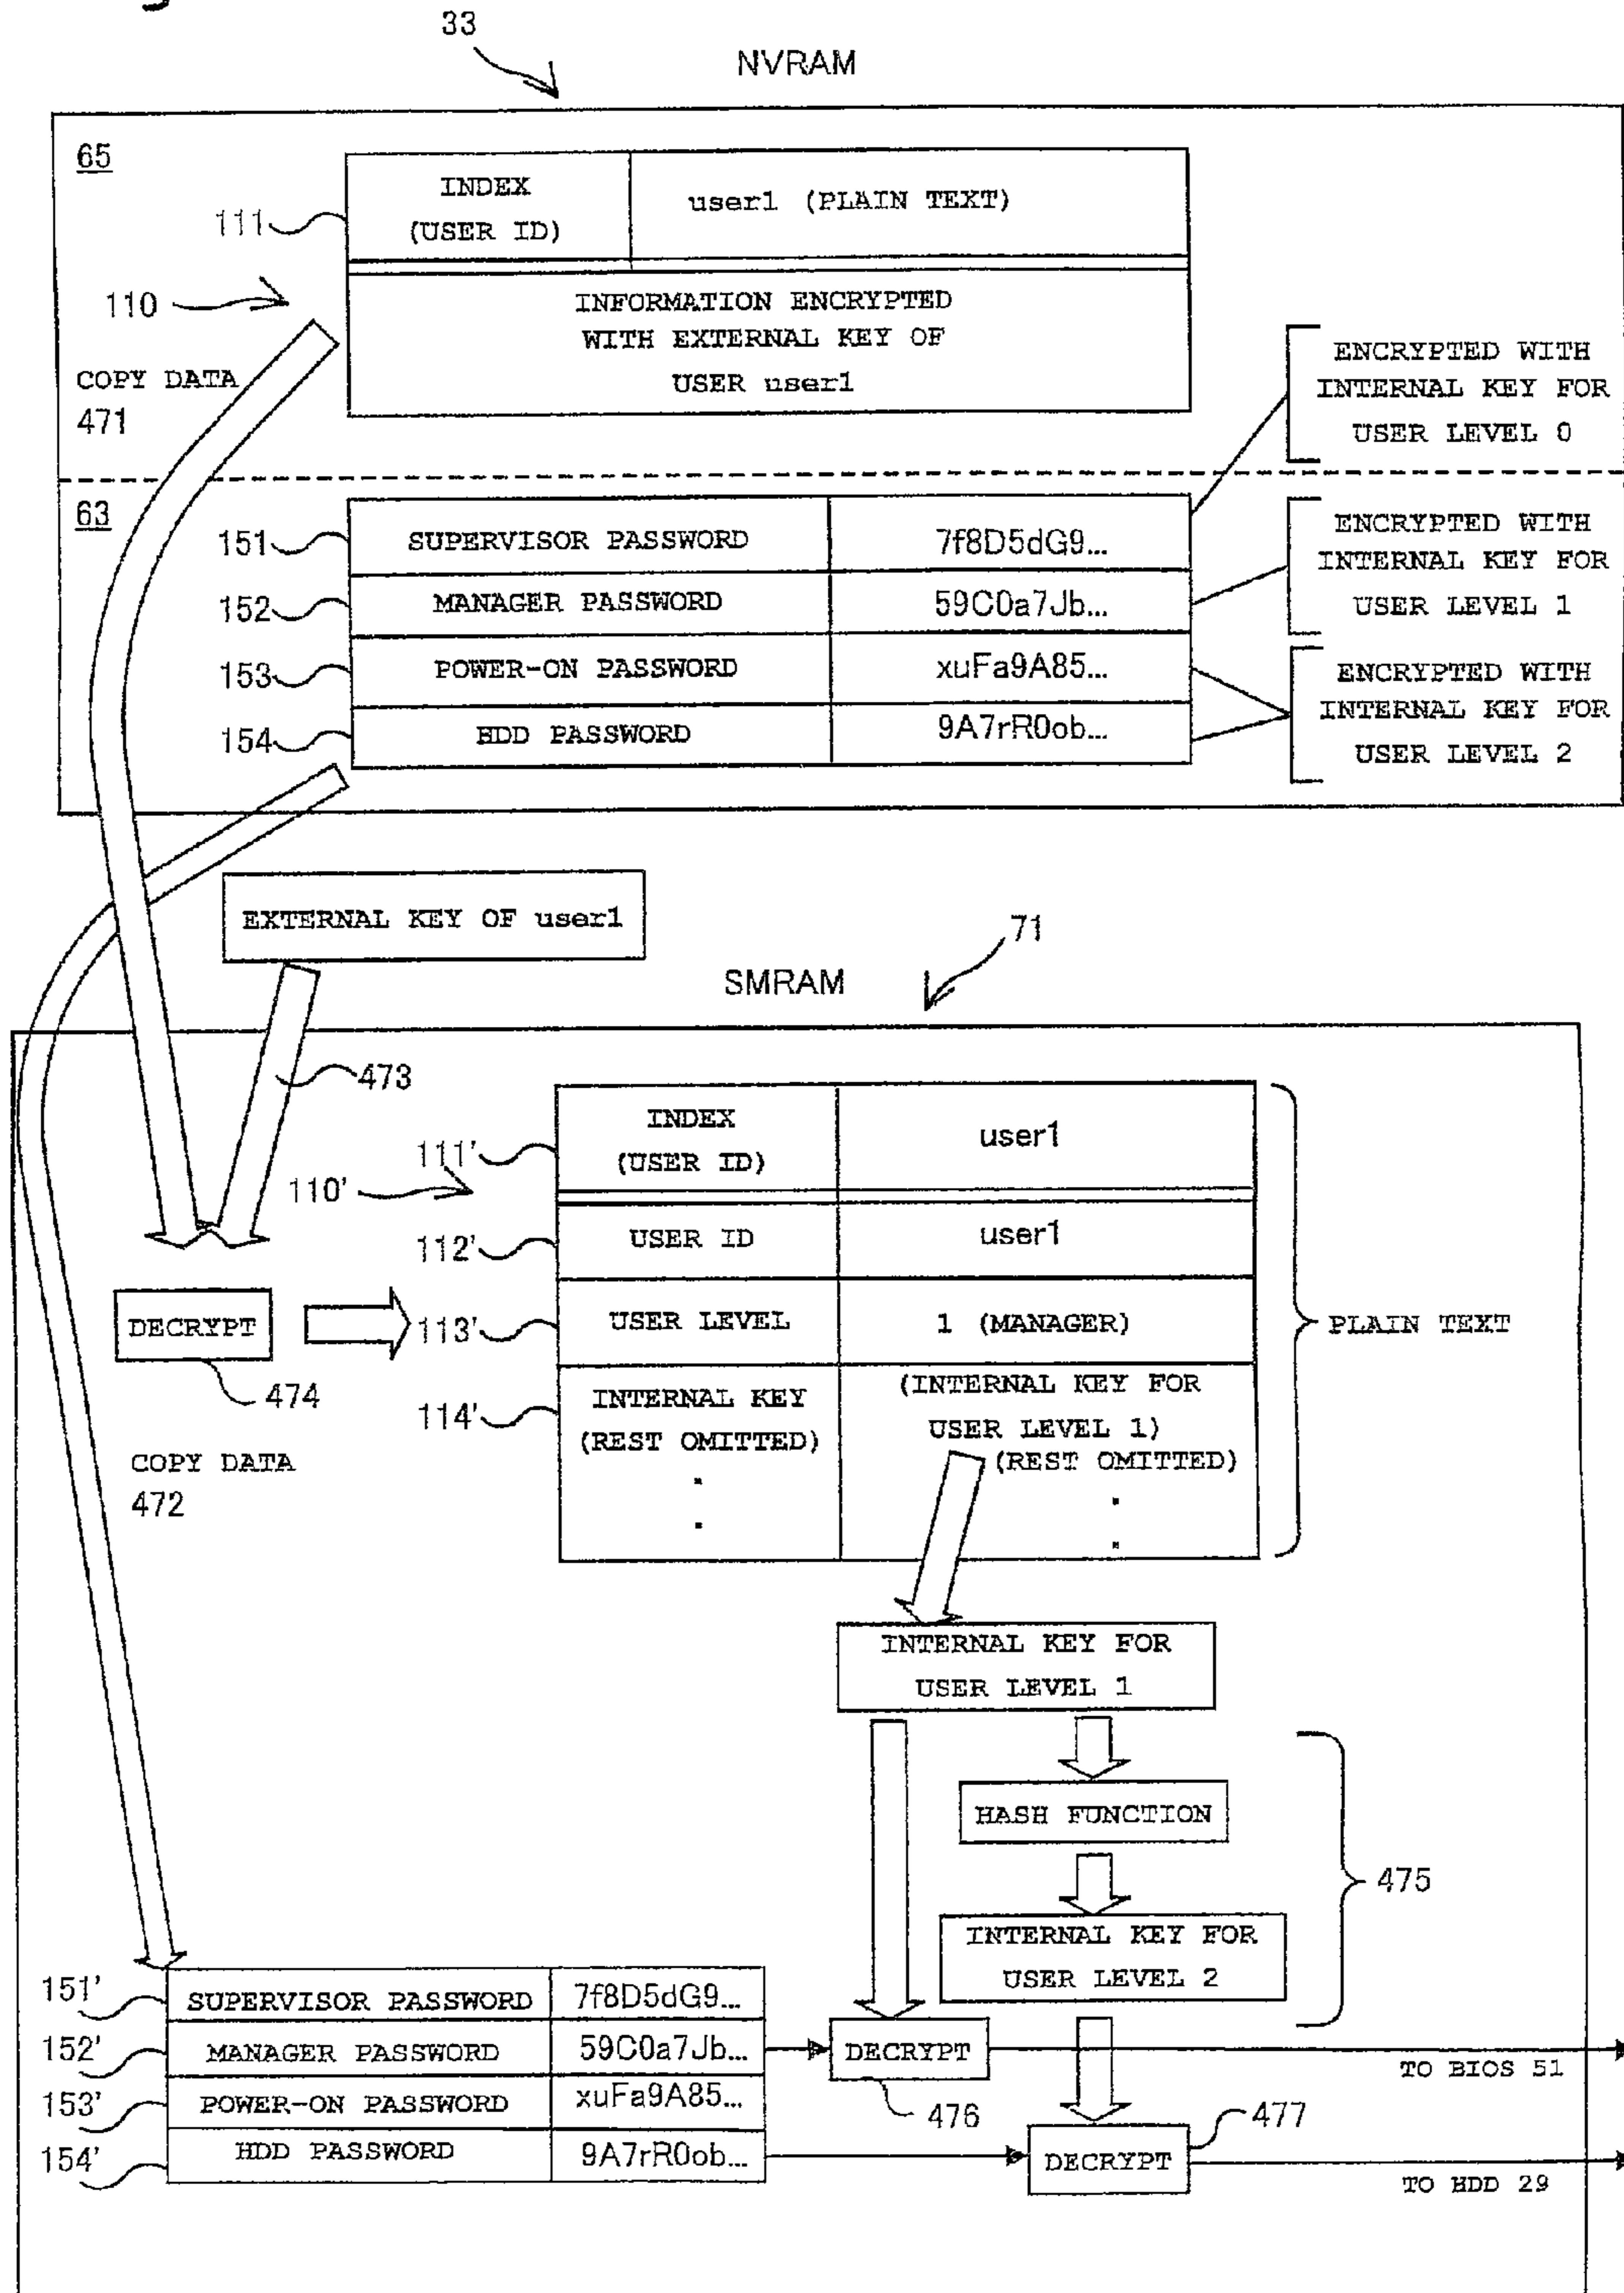 33
NVRAM
65
INDEX
(USER ID)
user1 (PLAIN TEXT)
111
110
INFORMATION ENCRYPTED
WITH EXTERNAL KEY OF
USER user1
COPY DATA
471
ENCRYPTED WITH
INTERNAL KEY FOR
USER LEVEL 0
63
151
SUPERVISOR PASSWORD
7f8D5dG9...
152
MANAGER PASSWORD
59C0a7Jb...
153
POWER-ON PASSWORD
xuFa9A85...
154
HDD PASSWORD
9A7rR0ob...
ENCRYPTED WITH
INTERNAL KEY FOR
USER LEVEL 1
ENCRYPTED WITH
INTERNAL KEY FOR
USER LEVEL 2
EXTERNAL KEY OF user1
SMRAM
71
473
111'
INDEX
(USER ID)
user1
110'
112'
USER ID
user1
DECRYPT
474
113'
USER LEVEL
1 (MANAGER)
PLAIN TEXT
114'
INTERNAL KEY
(REST OMITTED)
.
.
(INTERNAL KEY FOR
USER LEVEL 1)
(REST OMITTED)
.
.
COPY DATA
472
INTERNAL KEY FOR
USER LEVEL 1
HASH FUNCTION
475
INTERNAL KEY FOR
USER LEVEL 2
151'
SUPERVISOR PASSWORD
7f8D5dG9...
152'
MANAGER PASSWORD
59C0a7Jb...
DECRYPT
476
TO BIOS 51
153'
POWER-ON PASSWORD
xuFa9A85...
154'
HDD PASSWORD
9A7rR0ob...
DECRYPT
477
TO HDD 29